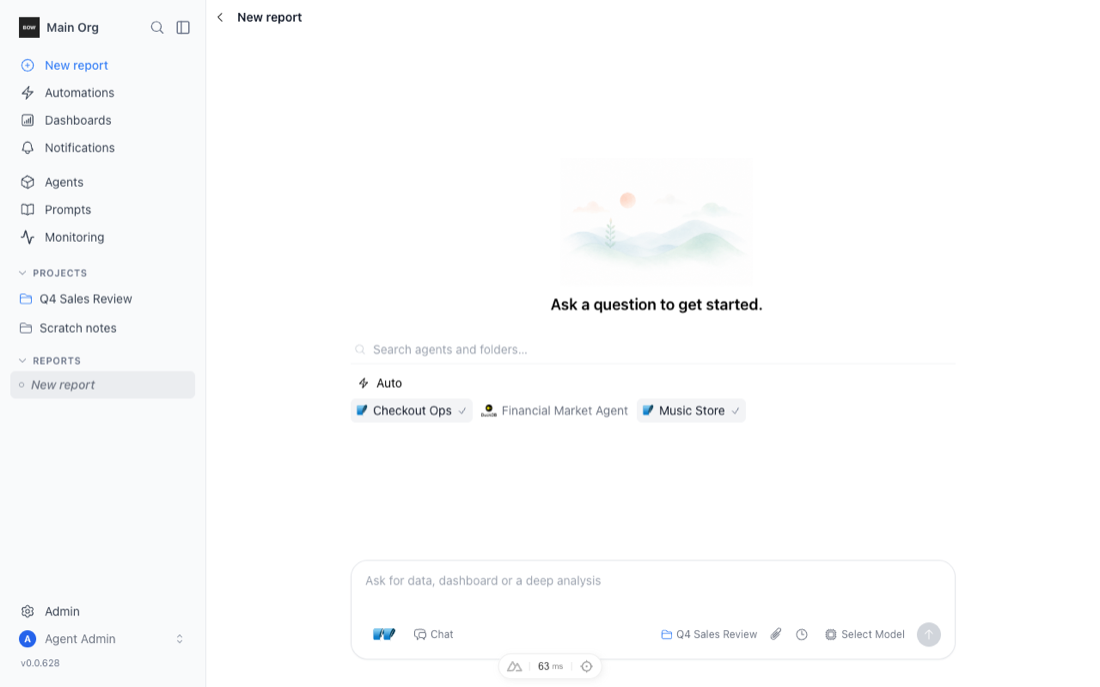 BOW Main Org
New report
New report
Automations
Dashboards
Notifications
Agents
Prompts
Monitoring
PROJECTS
Q4 Sales Review
Scratch notes
REPORTS
New report
Ask a question to get started.
Search agents and folders...
Auto
Checkout Ops Financial Market Agent Music Store
Ask for data, dashboard or a deep analysis
Chat Q4 Sales Review Select Model
63 ms
Admin
A Agent Admin
v0.0.628